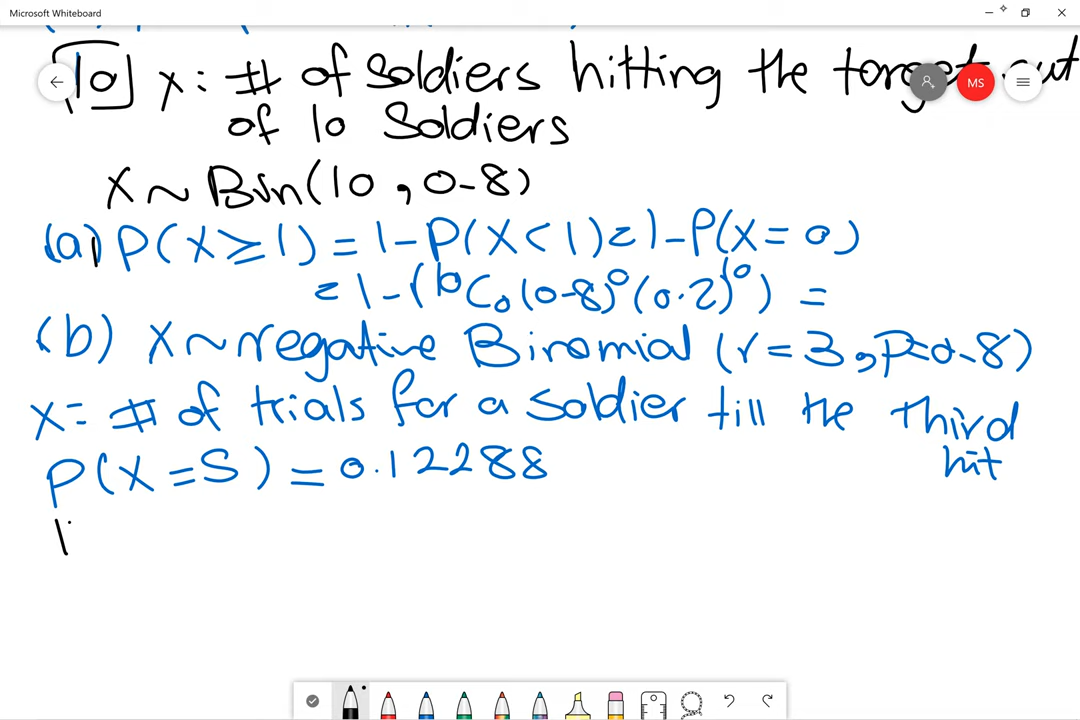 Microsoft Whiteboard
10] X: # of Soldiers hitting the target out
MS
of 10 Soldiers
X ~ Bin(10, 0.8)
(a) P(X ≥ 1) = 1 - P(X < 1) = 1 - P(X = 0)
= 1 - (¹⁰C₀ (0.8)⁰ (0.2)¹⁰) =
(b) X ~ negative Binomial (r = 3, P = 0.8)
X = # of trials for a soldier till the third
hit
P(X = 5) = 0.12288